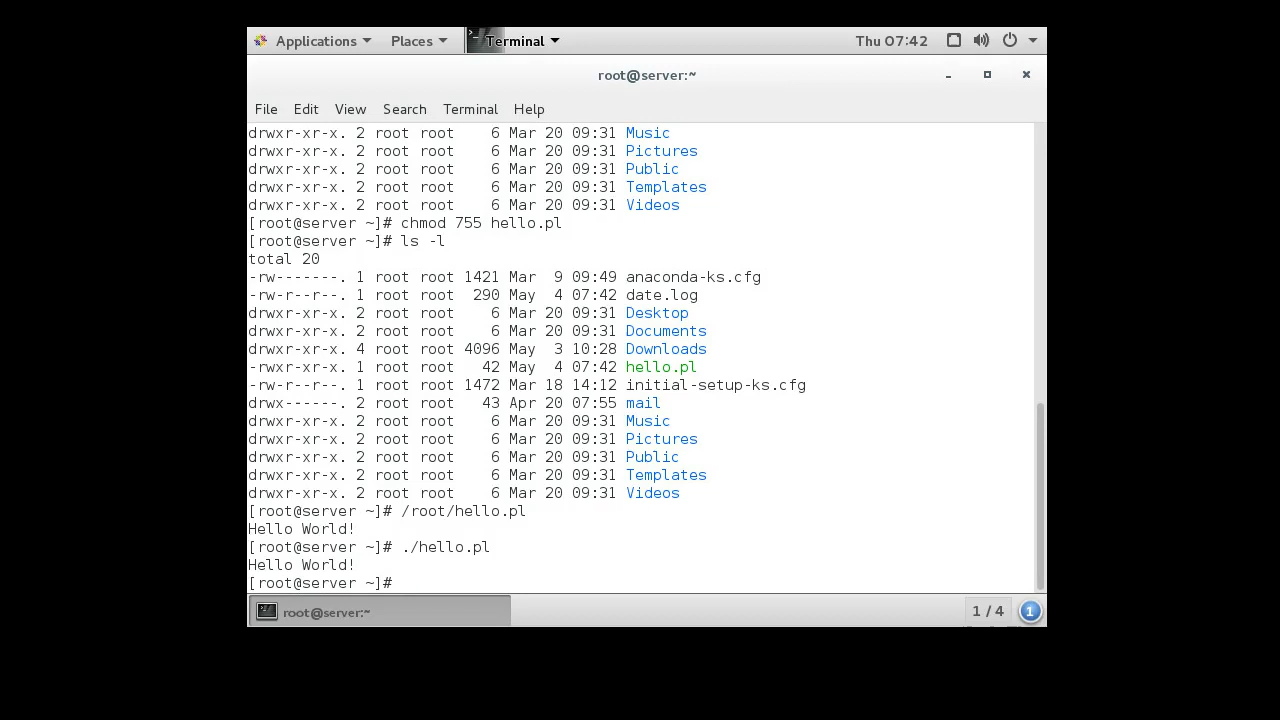 Applications Places Terminal Thu 07:42
root@server:~
File Edit View Search Terminal Help
drwxr-xr-x. 2 root root    6 Mar 20 09:31 Music
drwxr-xr-x. 2 root root    6 Mar 20 09:31 Pictures
drwxr-xr-x. 2 root root    6 Mar 20 09:31 Public
drwxr-xr-x. 2 root root    6 Mar 20 09:31 Templates
drwxr-xr-x. 2 root root    6 Mar 20 09:31 Videos
[root@server ~]# chmod 755 hello.pl
[root@server ~]# ls -l
total 20
-rw-------. 1 root root 1421 Mar  9 09:49 anaconda-ks.cfg
-rw-r--r--. 1 root root  290 May  4 07:42 date.log
drwxr-xr-x. 2 root root    6 Mar 20 09:31 Desktop
drwxr-xr-x. 2 root root    6 Mar 20 09:31 Documents
drwxr-xr-x. 4 root root 4096 May  3 10:28 Downloads
-rwxr-xr-x. 1 root root   42 May  4 07:42 hello.pl
-rw-r--r--. 1 root root 1472 Mar 18 14:12 initial-setup-ks.cfg
drwx------. 2 root root   43 Apr 20 07:55 mail
drwxr-xr-x. 2 root root    6 Mar 20 09:31 Music
drwxr-xr-x. 2 root root    6 Mar 20 09:31 Pictures
drwxr-xr-x. 2 root root    6 Mar 20 09:31 Public
drwxr-xr-x. 2 root root    6 Mar 20 09:31 Templates
drwxr-xr-x. 2 root root    6 Mar 20 09:31 Videos
[root@server ~]# /root/hello.pl
Hello World!
[root@server ~]# ./hello.pl
Hello World!
[root@server ~]#
root@server:~ 1 / 4 1